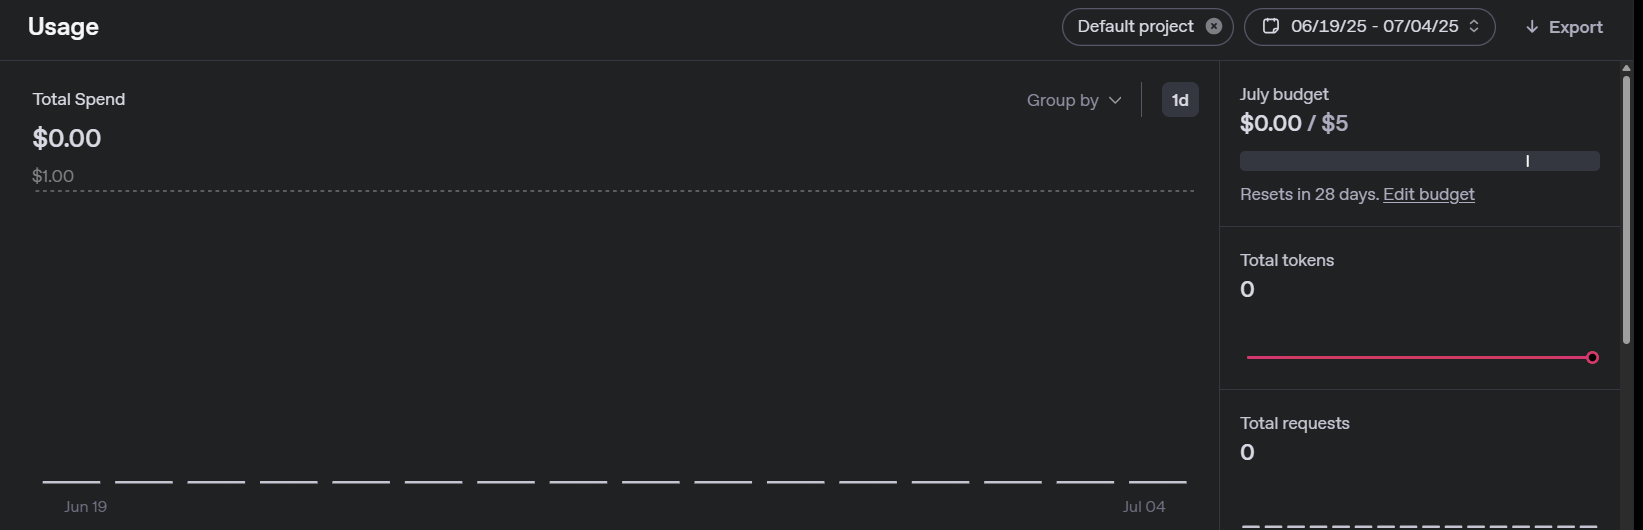 Usage
Default project
06/19/25 - 07/04/25
Export
Total Spend
$0.00
Group by
1d
$1.00
Jun 19
Jul 04
July budget
$0.00 / $5
Resets in 28 days. Edit budget
Total tokens
0
Total requests
0